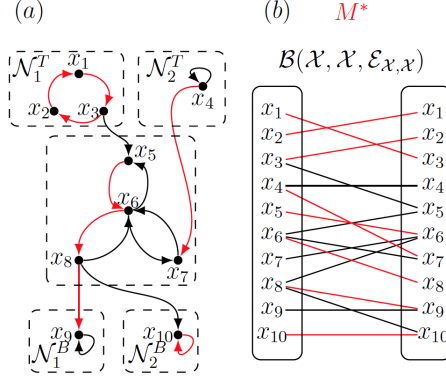 (a)
(b) M*
𝒩₁ᵀ x₁ 𝒩₂ᵀ
x₂ x₃ x₄
x₅
x₆
x₈ x₇
x₉ x₁₀
𝒩₁ᴮ 𝒩₂ᴮ
ℬ(𝒳, 𝒳, ℰ𝒳,𝒳)
x₁ x₁
x₂ x₂
x₃ x₃
x₄ x₄
x₅ x₅
x₆ x₆
x₇ x₇
x₈ x₈
x₉ x₉
x₁₀ x₁₀